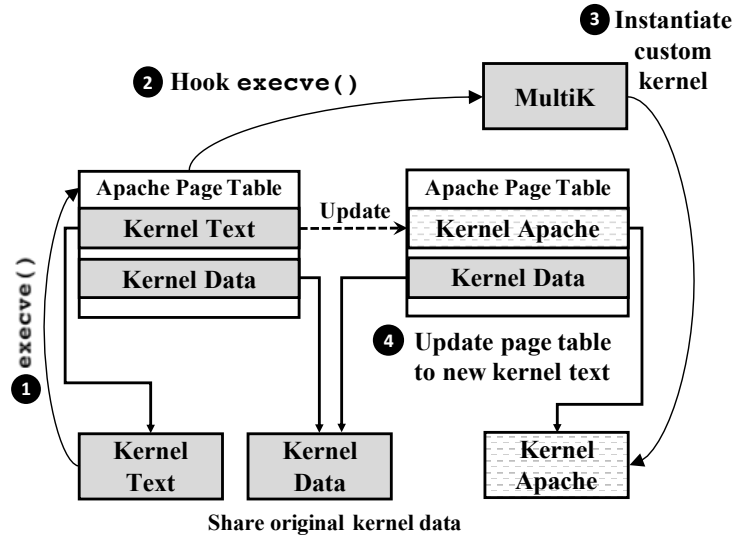 3 Instantiate
custom
kernel
2 Hook execve()
MultiK
Apache Page Table
Kernel Text
Kernel Data
Update
Apache Page Table
Kernel Apache
Kernel Data
1 execve()
4 Update page table
to new kernel text
Kernel
Text
Kernel
Data
Kernel
Apache
Share original kernel data